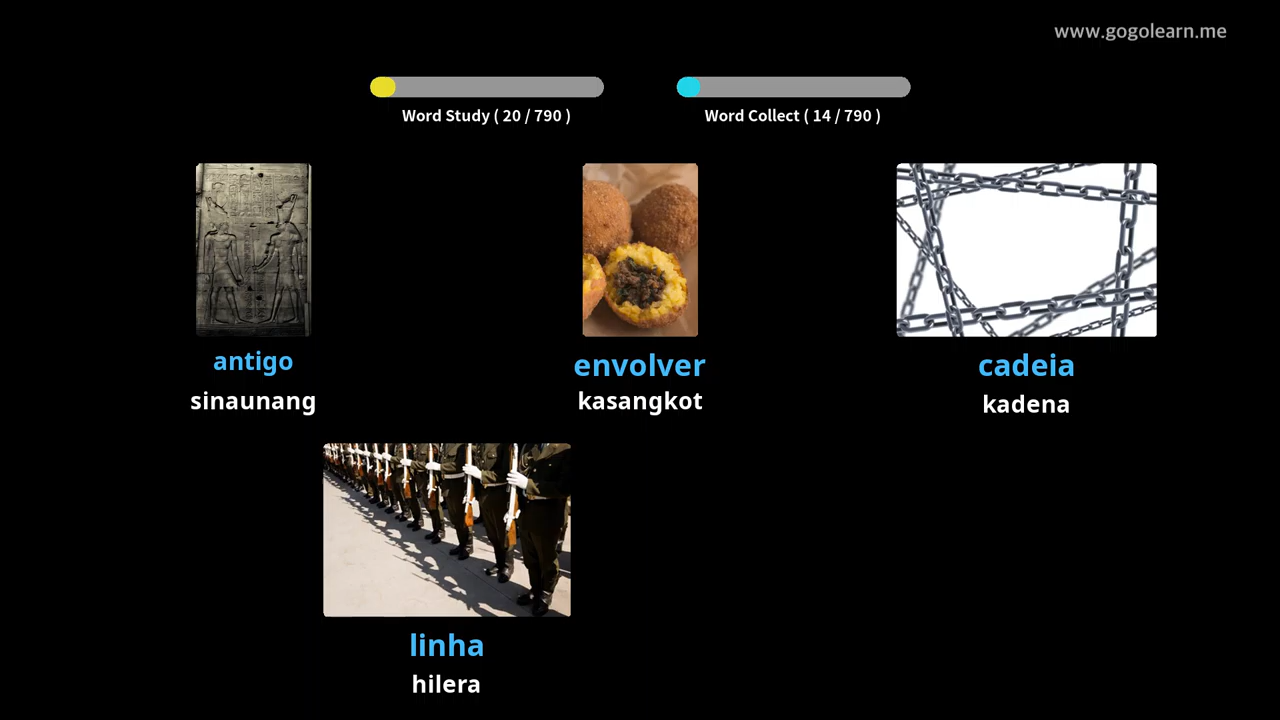 www.gogolearn.me
Word Study ( 20 / 790 )
Word Collect ( 14 / 790 )
antigo
sinaunang
envolver
kasangkot
cadeia
kadena
linha
hilera